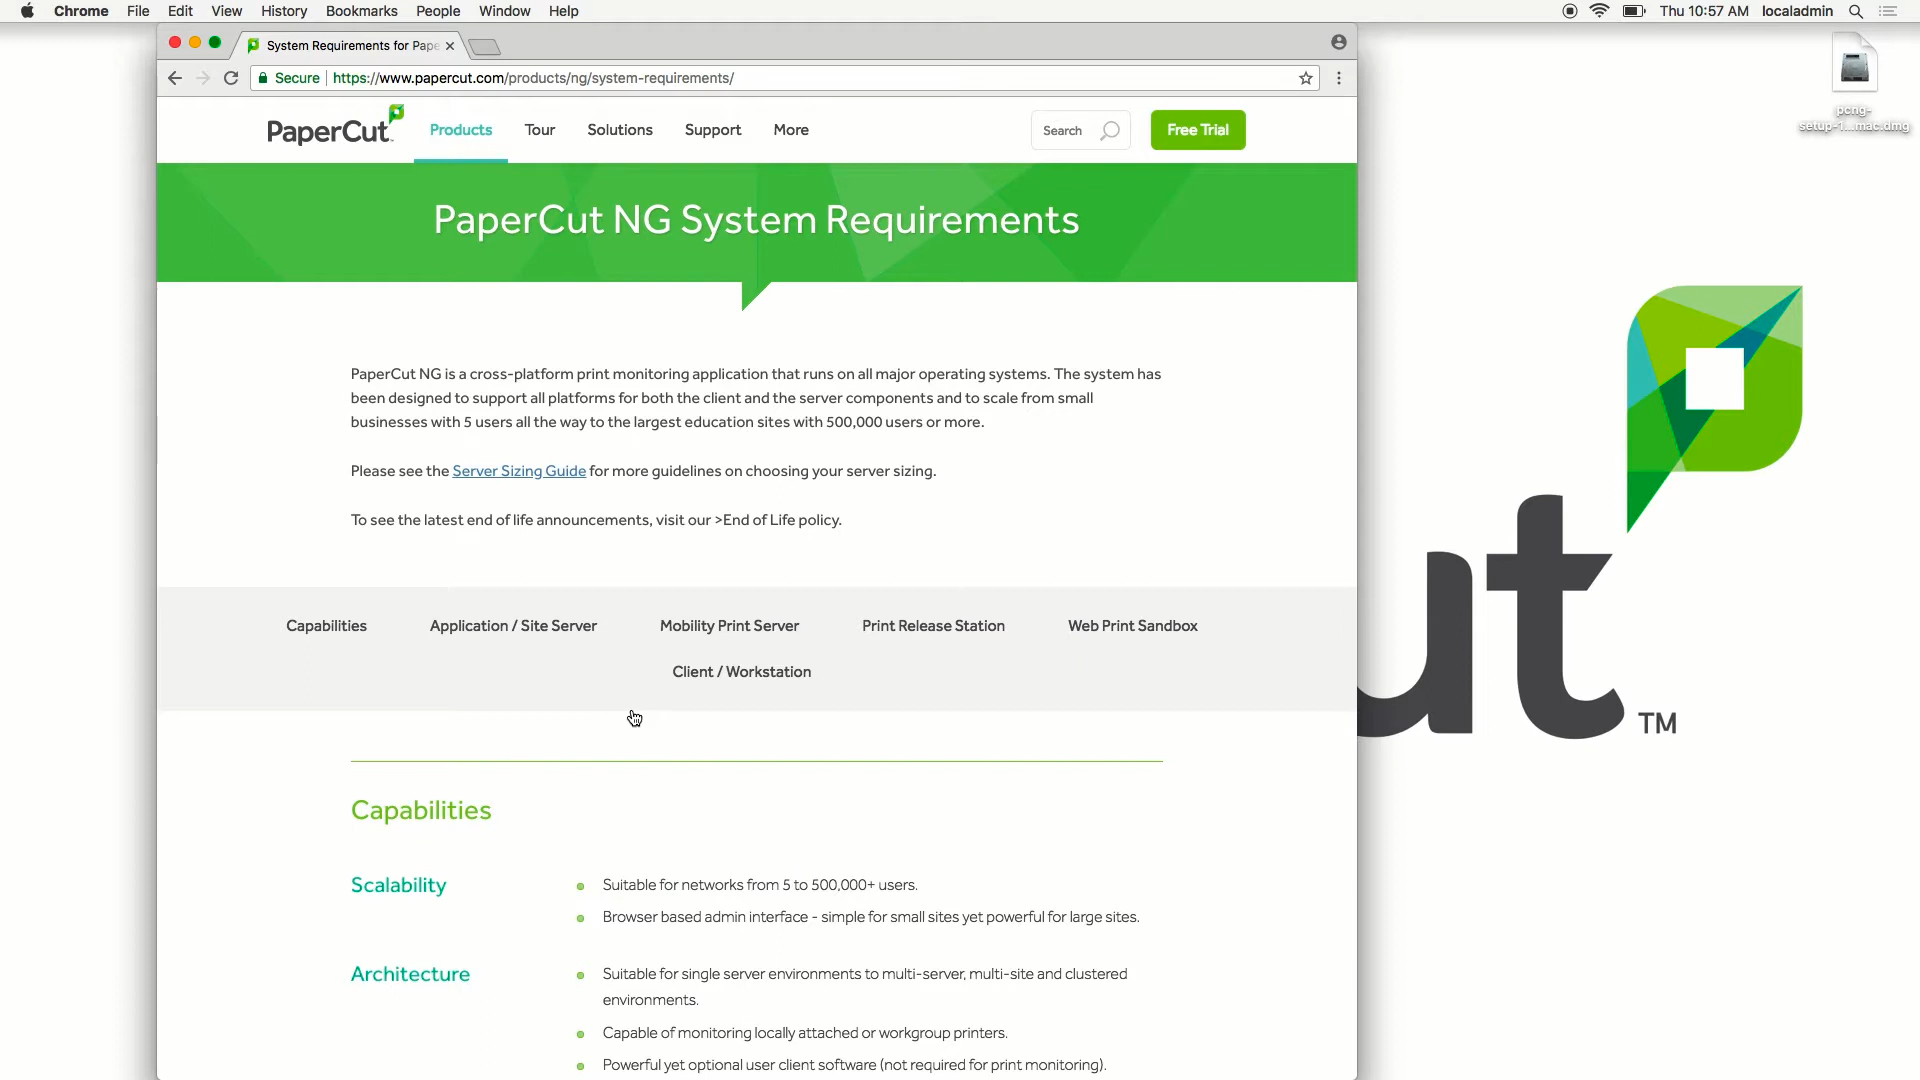 Chrome File Edit View History Bookmarks People Window Help Thu 10:57 AM localadmin
System Requirements for Pape
Secure https://www.papercut.com/products/ng/system-requirements/
pcng-
setup-1...mac.dmg
PaperCut Products Tour Solutions Support More Search Free Trial
PaperCut NG System Requirements
PaperCut NG is a cross-platform print monitoring application that runs on all major operating systems. The system has
been designed to support all platforms for both the client and the server components and to scale from small
businesses with 5 users all the way to the largest education sites with 500,000 users or more.
Please see the Server Sizing Guide for more guidelines on choosing your server sizing.
To see the latest end of life announcements, visit our >End of Life policy.
Capabilities Application / Site Server Mobility Print Server Print Release Station Web Print Sandbox
Client / Workstation
ut TM
Capabilities
Scalability
Suitable for networks from 5 to 500,000+ users.
Browser based admin interface - simple for small sites yet powerful for large sites.
Architecture
Suitable for single server environments to multi-server, multi-site and clustered
environments.
Capable of monitoring locally attached or workgroup printers.
Powerful yet optional user client software (not required for print monitoring).